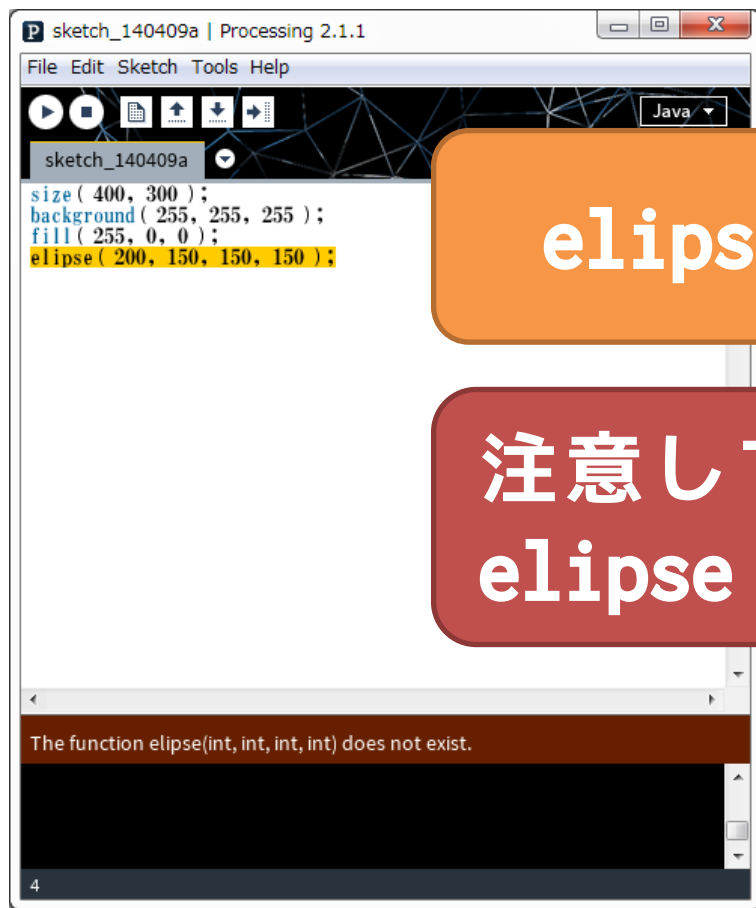 sketch_140409a | Processing 2.1.1
File Edit Sketch Tools Help
Java
sketch_140409a
size( 400, 300 );
background( 255, 255, 255 );
fill( 255, 0, 0 );
elipse( 200, 150, 150, 150 );
elips
注意し
elipse
The function elipse(int, int, int, int) does not exist.
4